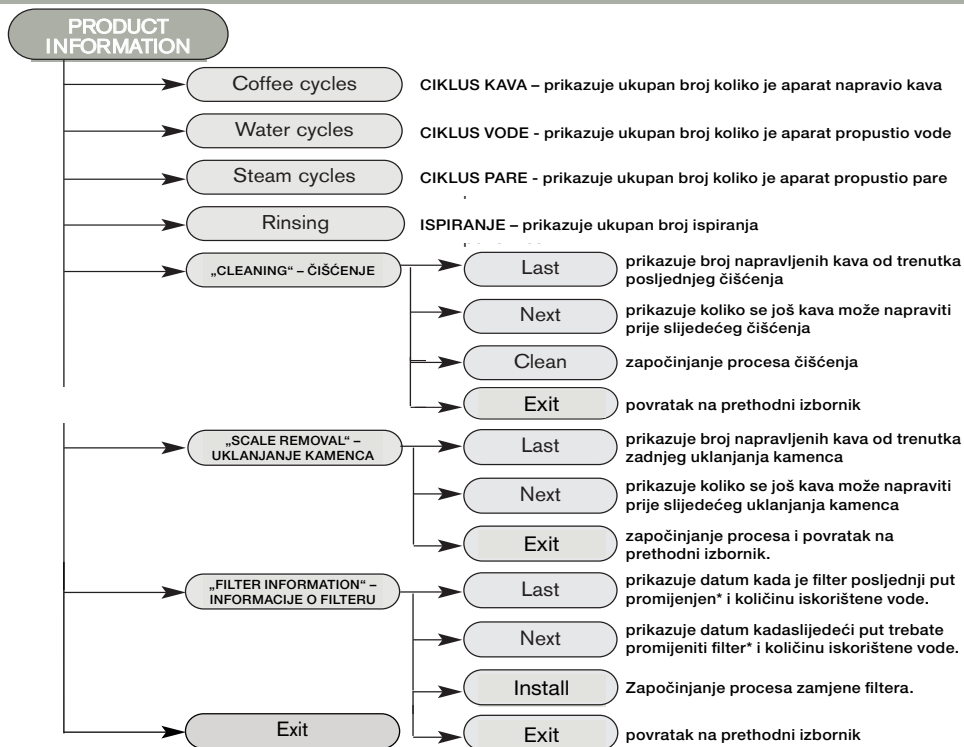 PRODUCT
INFORMATION
Coffee cycles
CIKLUS KAVA – prikazuje ukupan broj koliko je aparat napravio kava
Water cycles
CIKLUS VODE - prikazuje ukupan broj koliko je aparat propustio vode
Steam cycles
CIKLUS PARE - prikazuje ukupan broj koliko je aparat propustio pare
Rinsing
ISPIRANJE – prikazuje ukupan broj ispiranja
„CLEANING“ – ČIŠĆENJE
Last
prikazuje broj napravljenih kava od trenutka
posljednjeg čišćenja
Next
prikazuje koliko se još kava može napraviti
prije slijedećeg čišćenja
Clean
započinjanje procesa čišćenja
Exit
povratak na prethodni izbornik
„SCALE REMOVAL“ –
UKLANJANJE KAMENCA
Last
prikazuje broj napravljenih kava od trenutka
zadnjeg uklanjanja kamenca
Next
prikazuje koliko se još kava može napraviti
prije slijedećeg uklanjanja kamenca
Exit
započinjanje procesa i povratak na
prethodni izbornik.
„FILTER INFORMATION“ –
INFORMACIJE O FILTERU
Last
prikazuje datum kada je filter posljednji put
promijenjen* i količinu iskorištene vode.
Next
prikazuje datum kadaslijedeći put trebate
promijeniti filter* i količinu iskorištene vode.
Install
Započinjanje procesa zamjene filtera.
Exit
povratak na prethodni izbornik
Exit